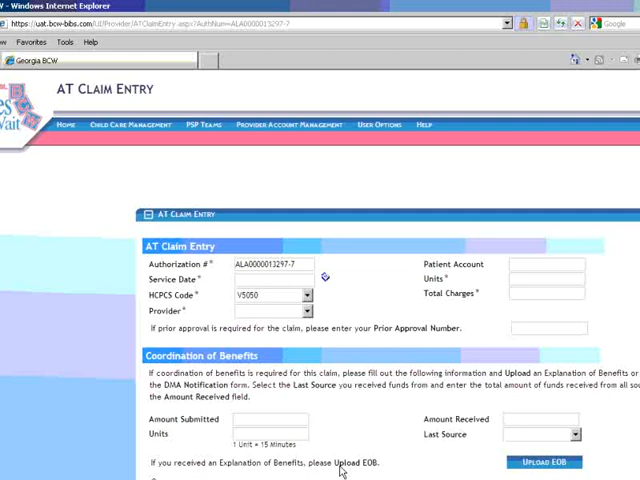 W - Windows Internet Explorer
https://uat.bcw-bibs.com/UI/Provider/ATClaimEntry.aspx?AuthNum=ALA0000013297-7
Google
Favorites Tools Help
Georgia BCW
AT CLAIM ENTRY
es
Wait
HOME CHILD CARE MANAGEMENT PSP TEAMS PROVIDER ACCOUNT MANAGEMENT USER OPTIONS HELP
AT CLAIM ENTRY
AT Claim Entry
Authorization #* ALA0000013297-7 Patient Account
Service Date* Units*
HCPCS Code* V5050 Total Charges*
Provider*
If prior approval is required for the claim, please enter your Prior Approval Number.
Coordination of Benefits
If coordination of benefits is required for this claim, please fill out the following information and Upload an Explanation of Benefits or
the DMA Notification form. Select the Last Source you received funds from and enter the total amount of funds received from all sou
the Amount Received field.
Amount Submitted Amount Received
Units Last Source
1 Unit = 15 Minutes
If you received an Explanation of Benefits, please Upload EOB. UPLOAD EOB